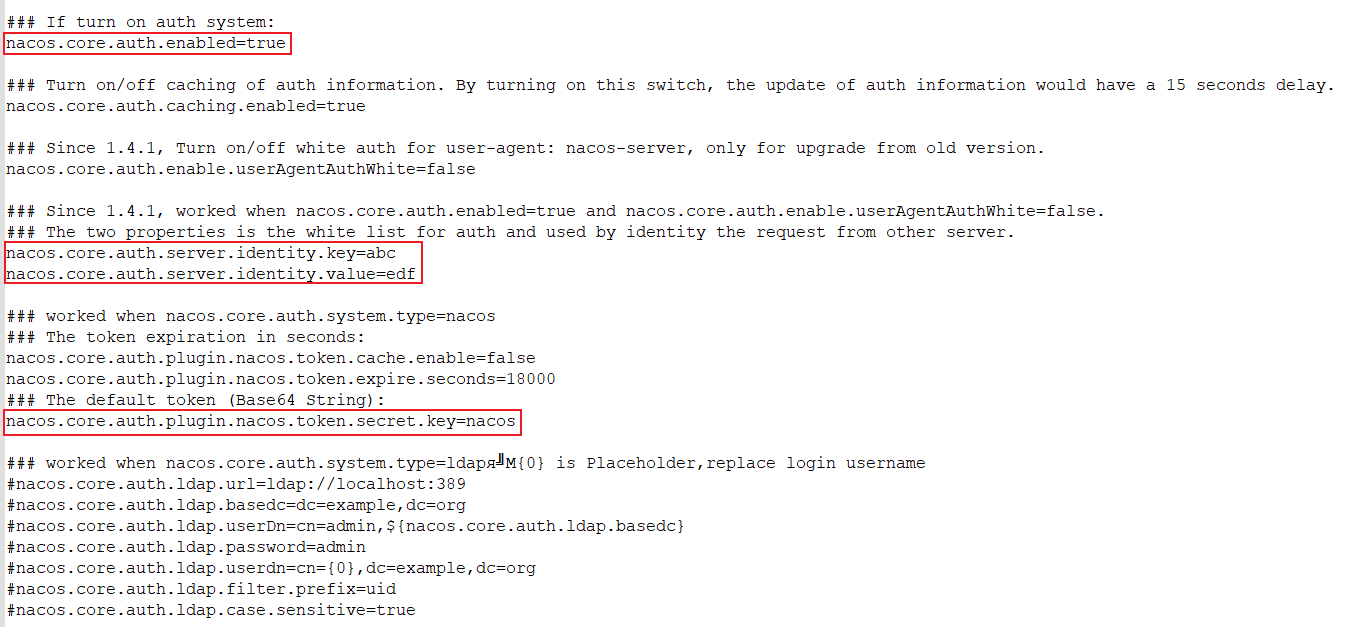 ### If turn on auth system:
nacos.core.auth.enabled=true
### Turn on/off caching of auth information. By turning on this switch, the update of auth information would have a 15 seconds delay.
nacos.core.auth.caching.enabled=true
### Since 1.4.1, Turn on/off white auth for user-agent: nacos-server, only for upgrade from old version.
nacos.core.auth.enable.userAgentAuthWhite=false
### Since 1.4.1, worked when nacos.core.auth.enabled=true and nacos.core.auth.enable.userAgentAuthWhite=false.
### The two properties is the white list for auth and used by identity the request from other server.
nacos.core.auth.server.identity.key=abc
nacos.core.auth.server.identity.value=edf
### worked when nacos.core.auth.system.type=nacos
### The token expiration in seconds:
nacos.core.auth.plugin.nacos.token.cache.enable=false
nacos.core.auth.plugin.nacos.token.expire.seconds=18000
### The default token (Base64 String):
nacos.core.auth.plugin.nacos.token.secret.key=nacos
### worked when nacos.core.auth.system.type=ldapя╝М{0} is Placeholder,replace login username
#nacos.core.auth.ldap.url=ldap://localhost:389
#nacos.core.auth.ldap.basedc=dc=example,dc=org
#nacos.core.auth.ldap.userDn=cn=admin,${nacos.core.auth.ldap.basedc}
#nacos.core.auth.ldap.password=admin
#nacos.core.auth.ldap.userdn=cn={0},dc=example,dc=org
#nacos.core.auth.ldap.filter.prefix=uid
#nacos.core.auth.ldap.case.sensitive=true